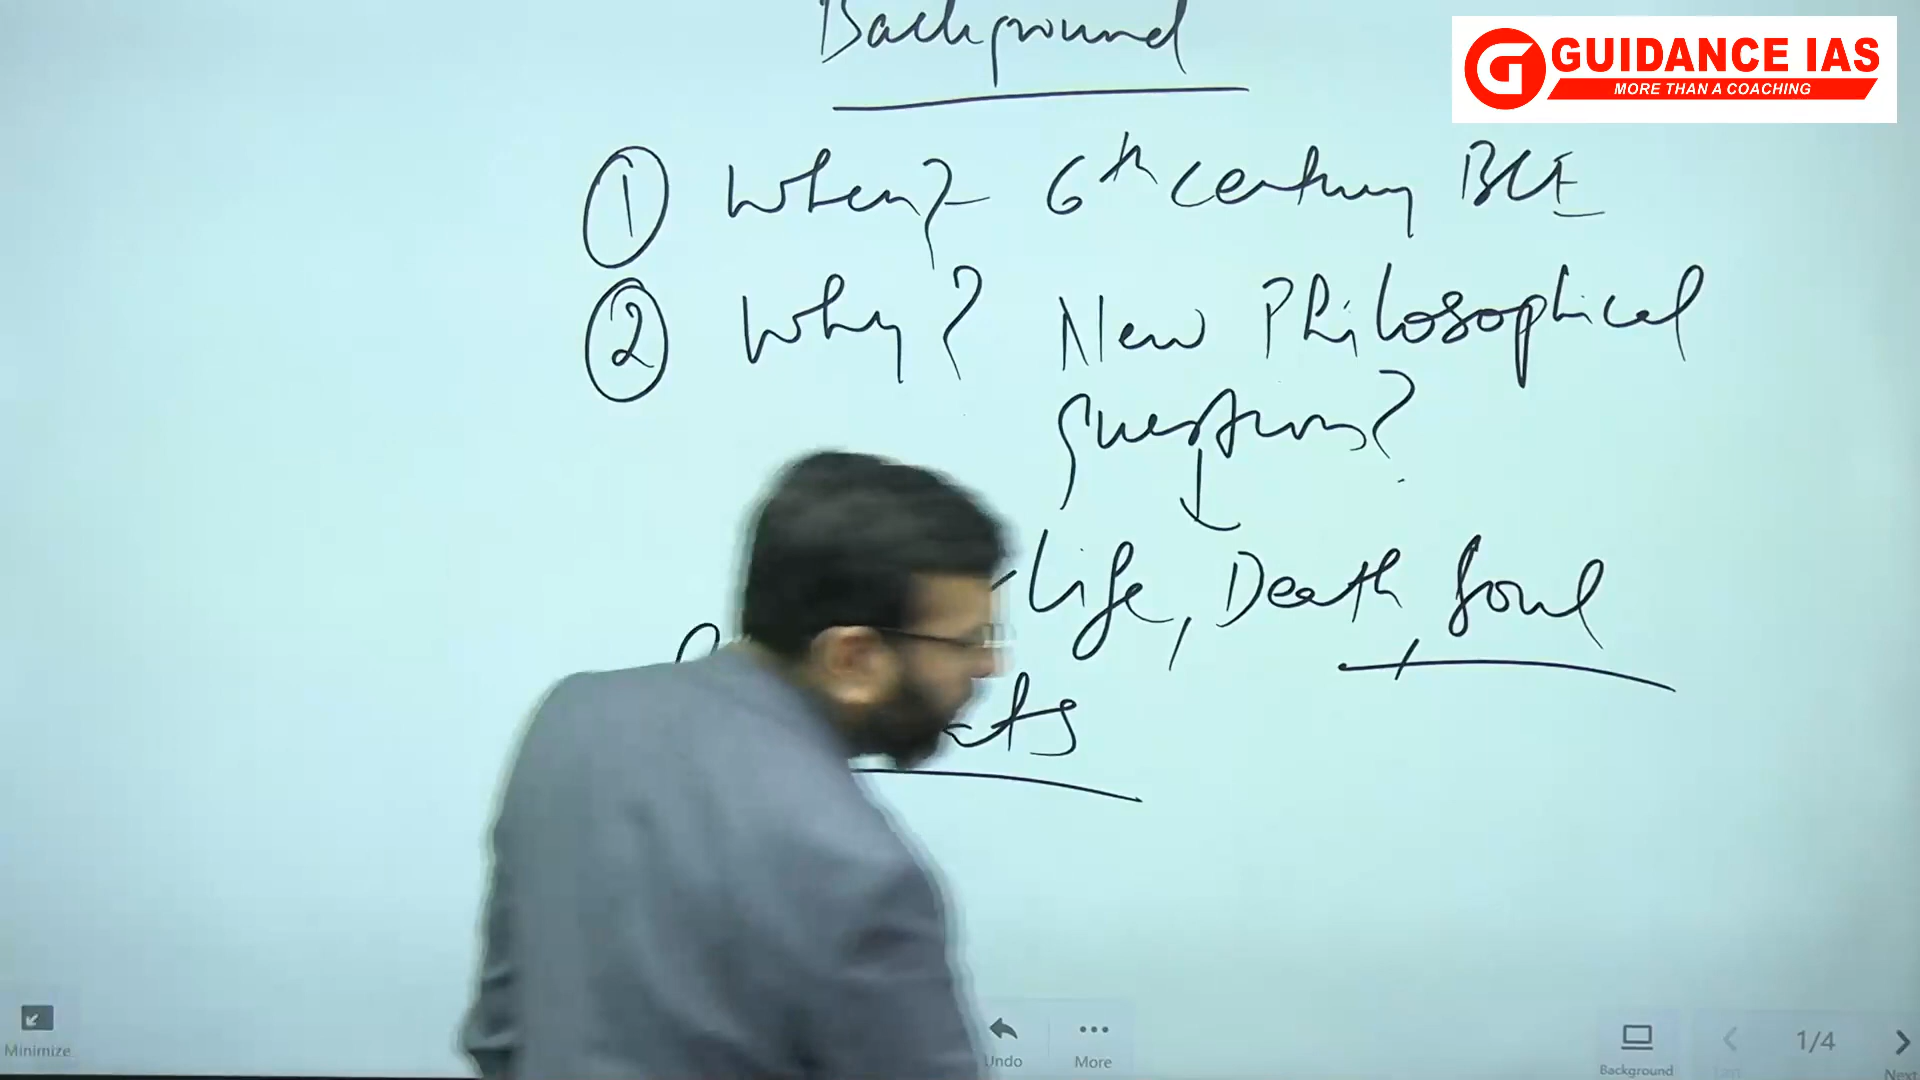 Background
GUIDANCE IAS
MORE THAN A COACHING
① When?- 6th century BCE
② Why? New Philosophical
questions?
Life, Death, Soul
Minimize
Undo
More
Background
1/4
Next